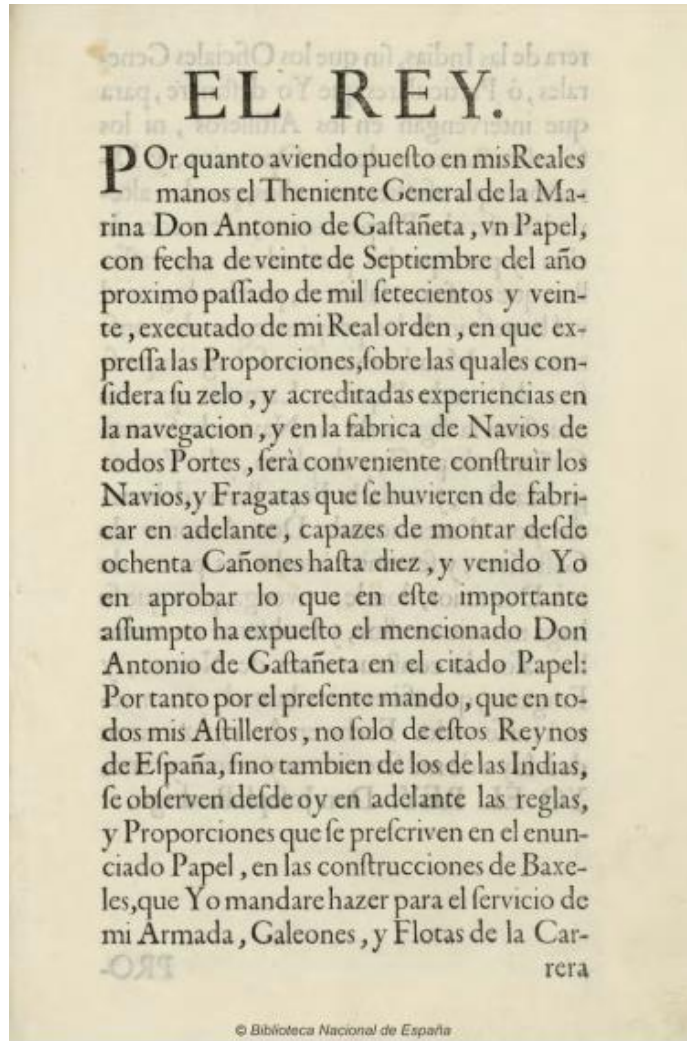 EL REY.
POr quanto aviendo puesto en mis Reales
manos el Theniente General de la Ma-
rina Don Antonio de Gastañeta, vn Papel,
con fecha de veinte de Septiembre del año
proximo passado de mil setecientos y vein-
te, executado de mi Real orden, en que ex-
pressa las Proporciones, sobre las quales con-
sidera su zelo, y acreditadas experiencias en
la navegacion, y en la fabrica de Navios de
todos Portes, serà conveniente construìr los
Navios, y Fragatas que se huvieren de fabri-
car en adelante, capazes de montar desde
ochenta Cañones hasta diez, y venido Yo
en aprobar lo que en este importante
assumpto ha expuesto el mencionado Don
Antonio de Gastañeta en el citado Papel:
Por tanto por el presente mando, que en to-
dos mis Astilleros, no solo de estos Reynos
de España, sino tambien de los de las Indias,
se observen desde oy en adelante las reglas,
y Proporciones que se prescriven en el enun-
ciado Papel, en las construcciones de Baxe-
les, que Yo mandare hazer para el servicio de
mi Armada, Galeones, y Flotas de la Car-
rera
© Biblioteca Nacional de España